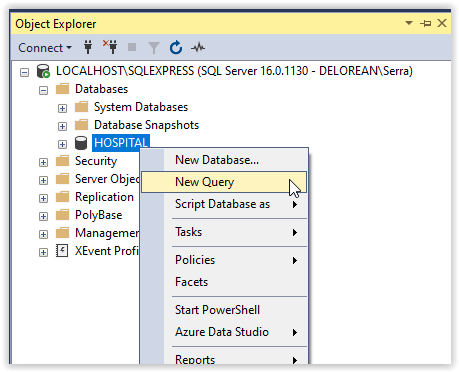 Object Explorer
Connect
LOCALHOST\SQLEXPRESS (SQL Server 16.0.1130 - DELOREAN\Serra)
Databases
System Databases
Database Snapshots
HOSPITAL
Security
Server Objec
Replication
PolyBase
Managemen
XEvent Profi
New Database...
New Query
Script Database as
Tasks
Policies
Facets
Start PowerShell
Azure Data Studio
Reports